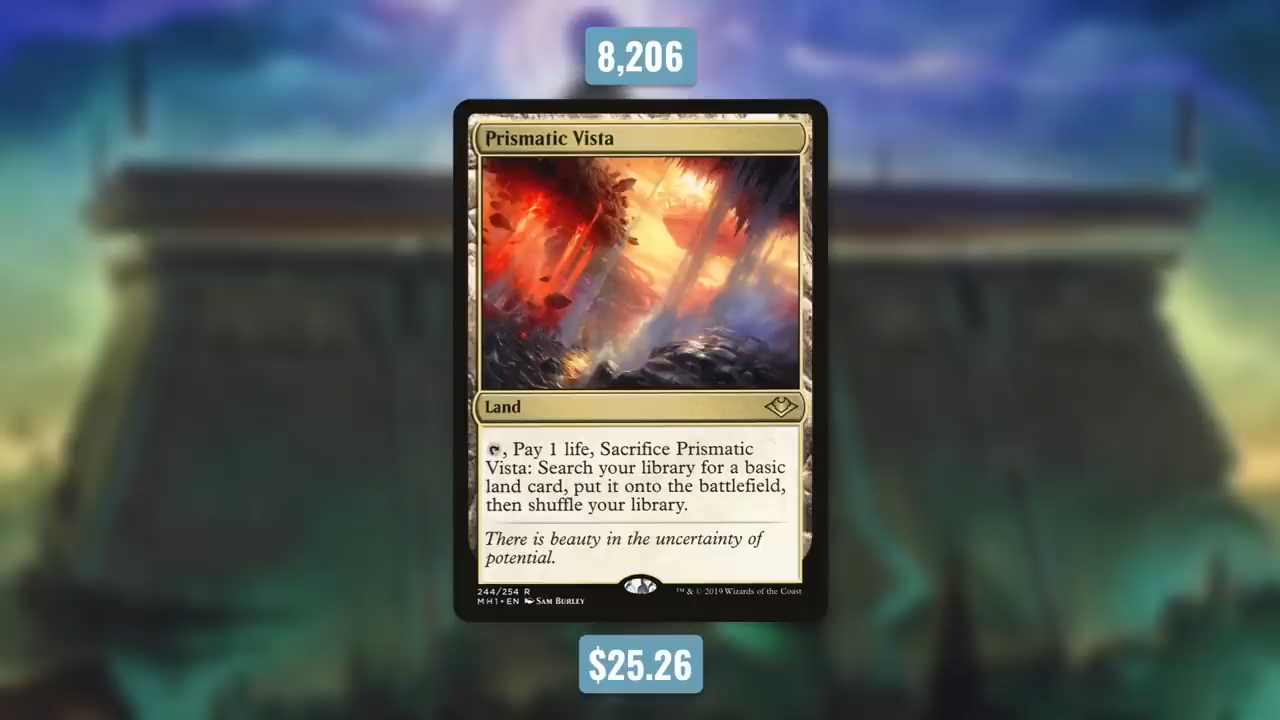 8,206
Prismatic Vista
Land
, Pay 1 life, Sacrifice Prismatic
Vista: Search your library for a basic
land card, put it onto the battlefield,
then shuffle your library.
There is beauty in the uncertainty of
potential.
244/254 R
MH1 • EN Sam Burley
™ & © 2019 Wizards of the Coast
$25.26